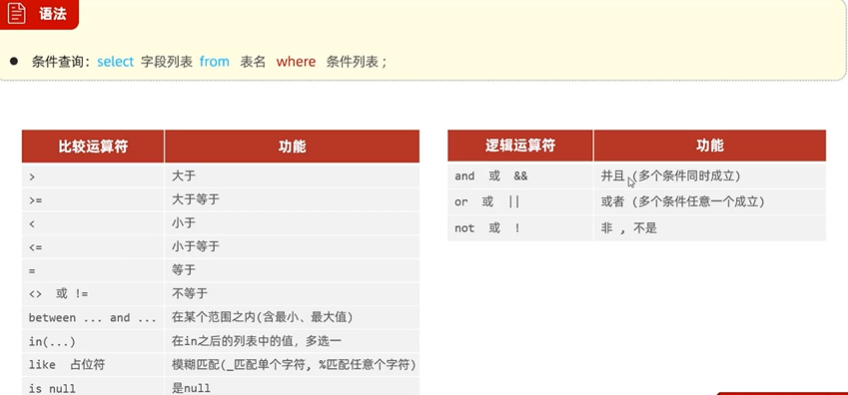 语法
● 条件查询：select 字段列表 from 表名 where 条件列表 ;
比较运算符 功能
> 大于
>= 大于等于
< 小于
<= 小于等于
= 等于
<> 或 != 不等于
between ... and ... 在某个范围之内(含最小、最大值)
in(...) 在in之后的列表中的值，多选一
like 占位符 模糊匹配(_匹配单个字符, %匹配任意个字符)
is null 是null
逻辑运算符 功能
and 或 && 并且 (多个条件同时成立)
or 或 || 或者 (多个条件任意一个成立)
not 或 ! 非 , 不是